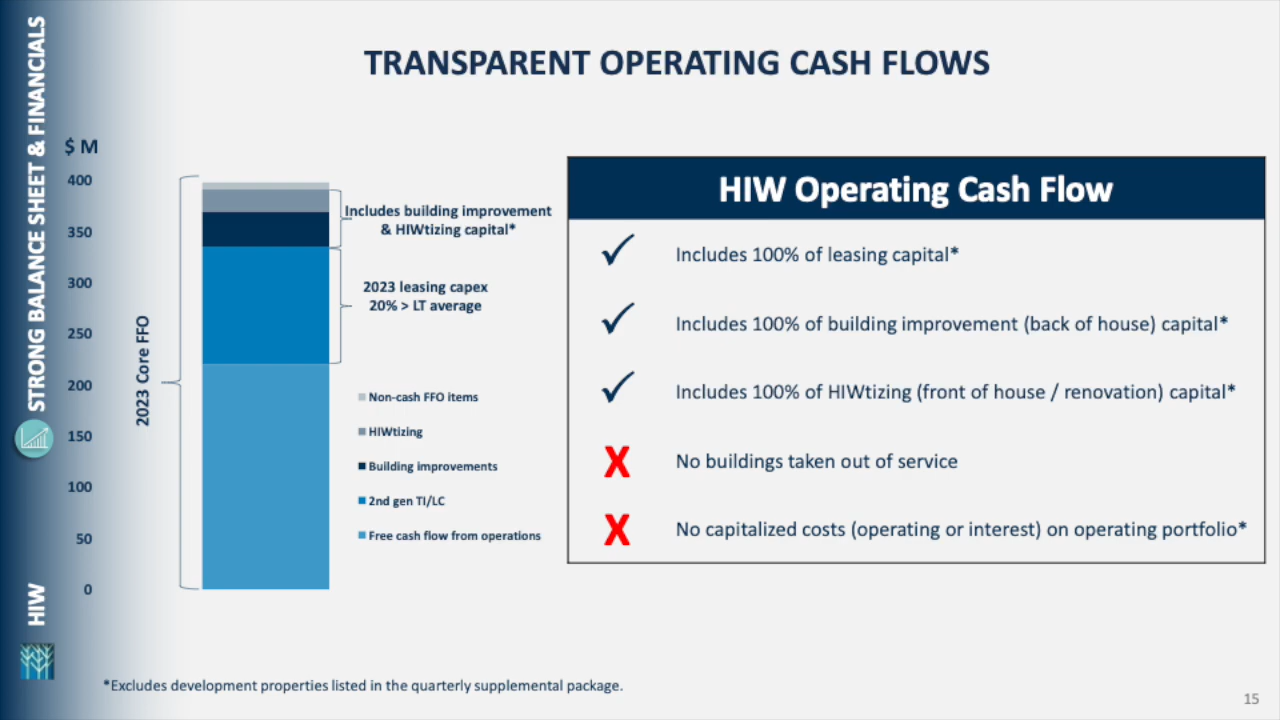 TRANSPARENT OPERATING CASH FLOWS
STRONG BALANCE SHEET & FINANCIALS
HIW
$ M
400
350
300
250
200
150
100
50
0
2023 Core FFO
Includes building improvement
& HIWtizing capital*
2023 leasing capex
20% > LT average
Non-cash FFO items
HIWtizing
Building improvements
2nd gen TI/LC
Free cash flow from operations
HIW Operating Cash Flow
✓ Includes 100% of leasing capital*
✓ Includes 100% of building improvement (back of house) capital*
✓ Includes 100% of HIWtizing (front of house / renovation) capital*
X No buildings taken out of service
X No capitalized costs (operating or interest) on operating portfolio*
*Excludes development properties listed in the quarterly supplemental package.
15